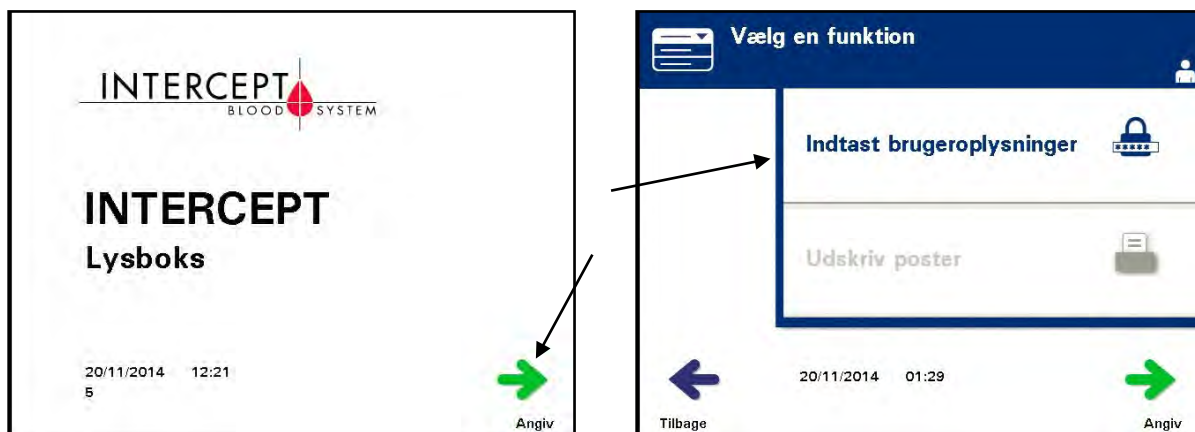 INTERCEPT
BLOOD SYSTEM
INTERCEPT
Lysboks
20/11/2014 12:21
5
Angiv
Vælg en funktion
Indtast brugeroplysninger
*****
Udskriv poster
20/11/2014 01:29
Tilbage
Angiv